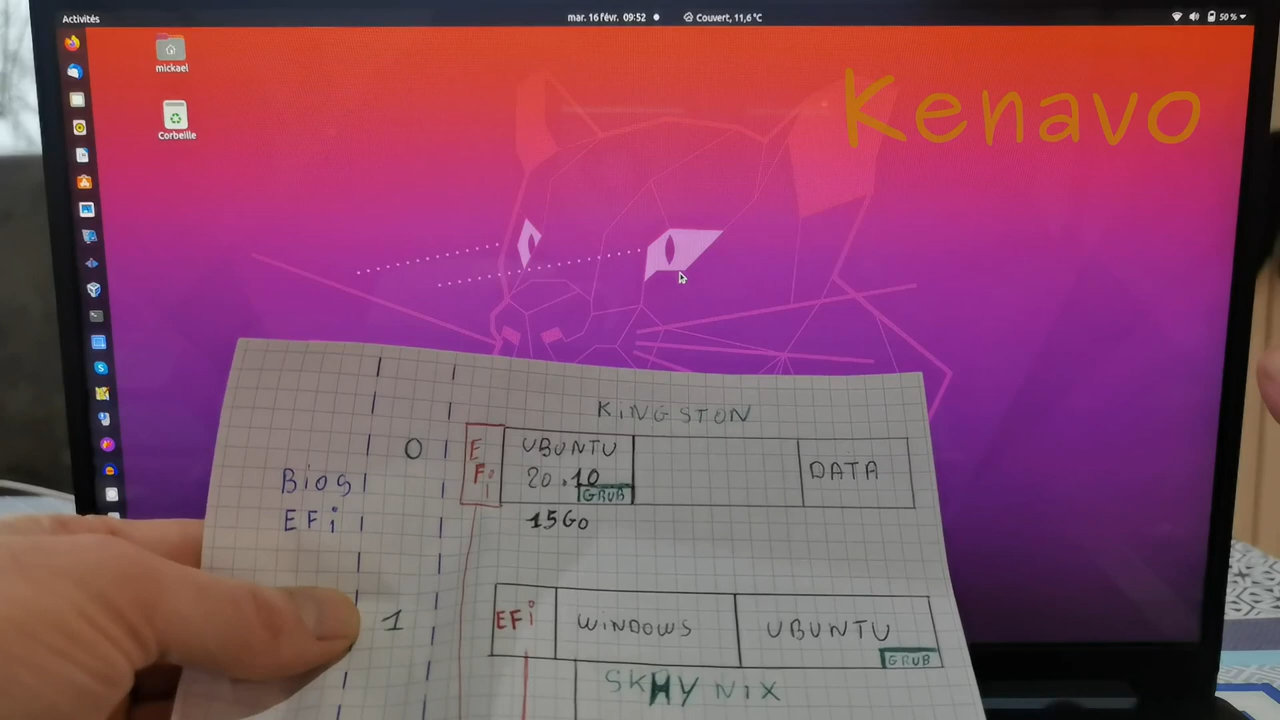 Activités
mar. 16 févr. 09:52
Couvert, 11,6°C
50 %
mickael
Corbeille
Kenavo
KINGSTON
0
EFi
UBUNTU
20.10
GRUB
DATA
Bios
EFi
15Go
1
EFi
WINDOWS
UBUNTU
GRUB
SKHYNIX